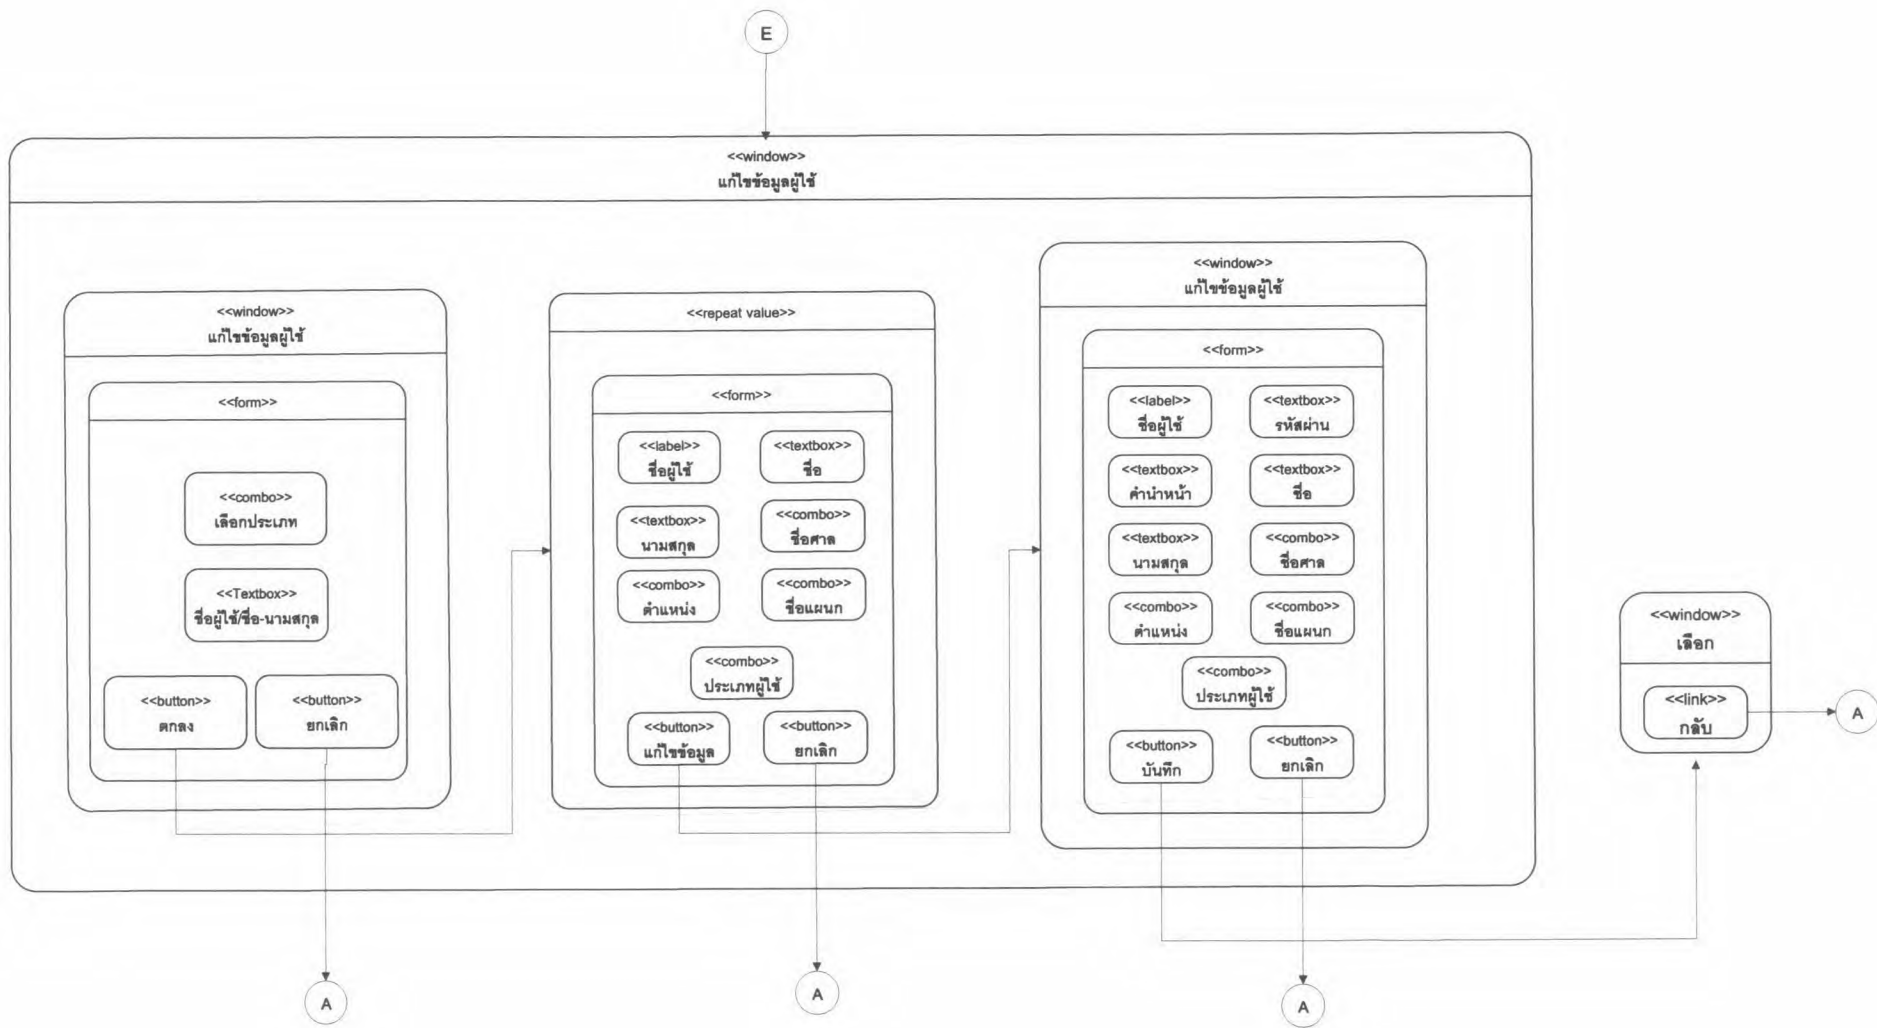 E
<<window>>
แก้ไขข้อมูลผู้ใช้
<<window>>
แก้ไขข้อมูลผู้ใช้
<<form>>
<<combo>>
เลือกประเภท
<<Textbox>>
ชื่อผู้ใช้/ชื่อ-นามสกุล
<<button>>
ตกลง
<<button>>
ยกเลิก
A
<<repeat value>>
<<form>>
<<label>>
ชื่อผู้ใช้
<<textbox>>
ชื่อ
<<textbox>>
นามสกุล
<<combo>>
ชื่อศาล
<<combo>>
ตำแหน่ง
<<combo>>
ชื่อแผนก
<<combo>>
ประเภทผู้ใช้
<<button>>
แก้ไขข้อมูล
<<button>>
ยกเลิก
A
<<window>>
แก้ไขข้อมูลผู้ใช้
<<form>>
<<label>>
ชื่อผู้ใช้
<<textbox>>
รหัสผ่าน
<<textbox>>
คำนำหน้า
<<textbox>>
ชื่อ
<<textbox>>
นามสกุล
<<combo>>
ชื่อศาล
<<combo>>
ตำแหน่ง
<<combo>>
ชื่อแผนก
<<combo>>
ประเภทผู้ใช้
<<button>>
บันทึก
<<button>>
ยกเลิก
A
<<window>>
เลือก
<<link>>
กลับ
A